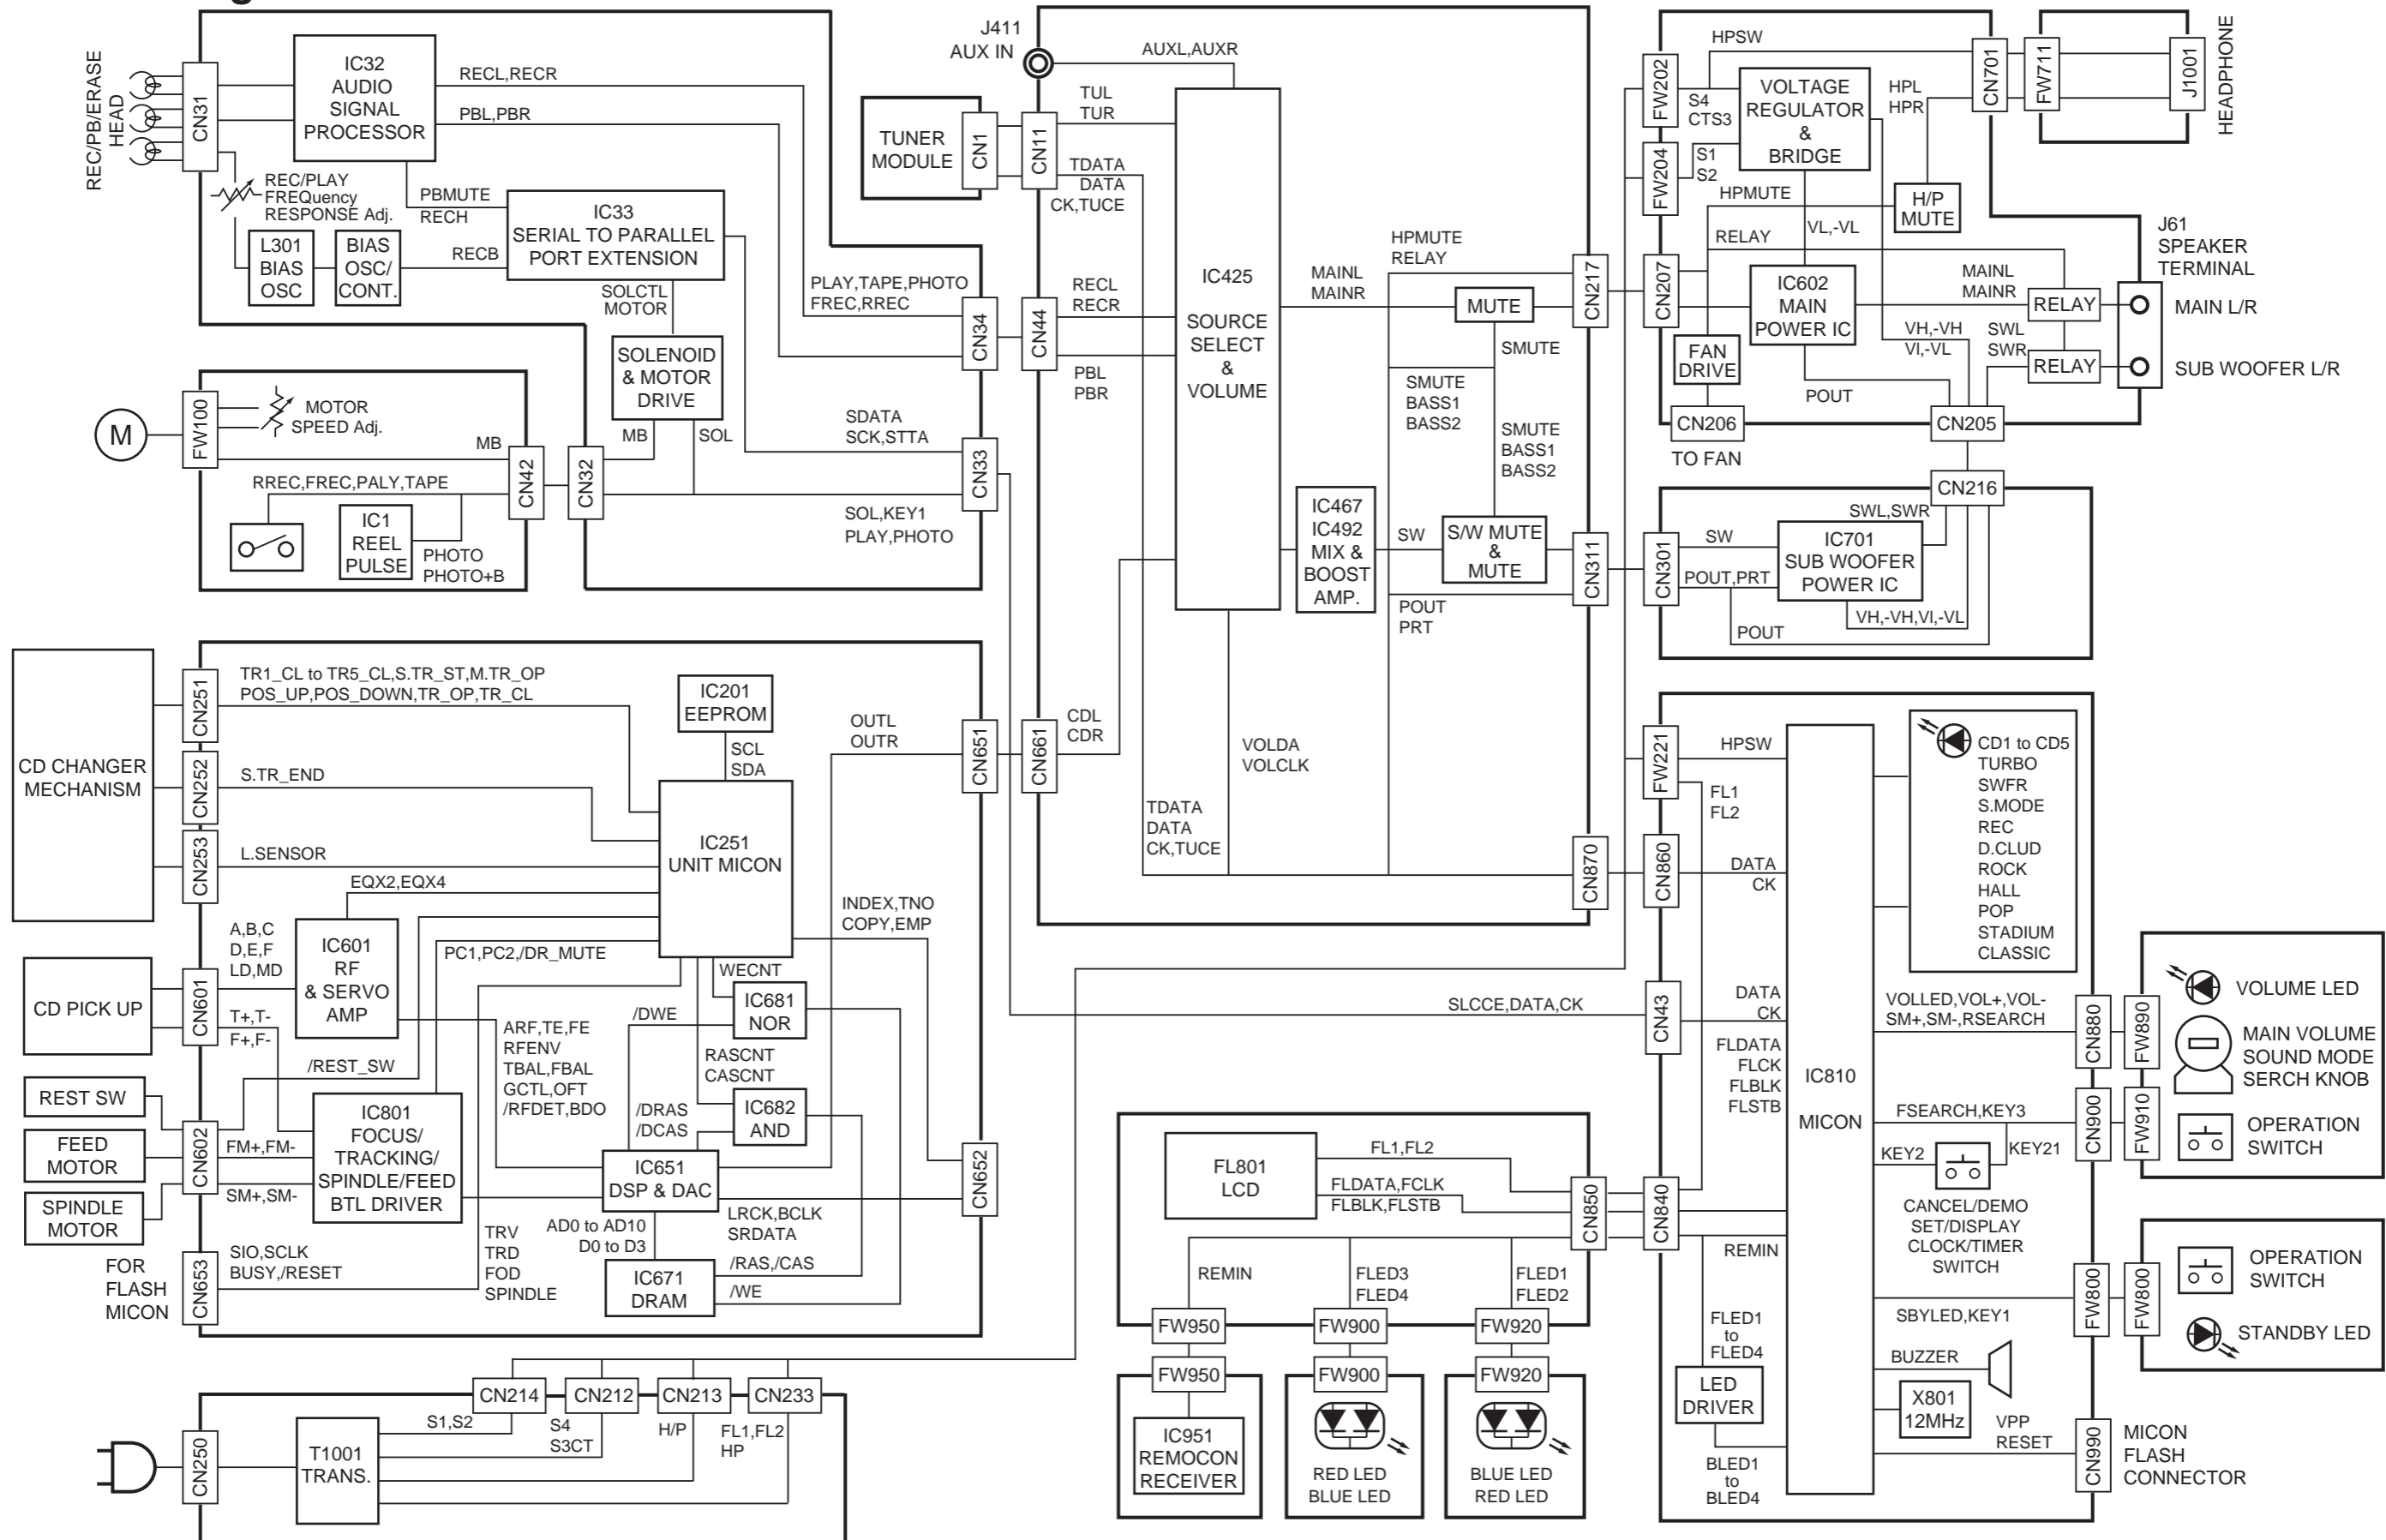 REC/PB/ERASE
HEAD
CN31
IC32
AUDIO
SIGNAL
PROCESSOR
RECL,RECR
PBL,PBR
REC/PLAY
FREQuency
RESPONSE Adj.
PBMUTE
RECH
L301
BIAS
OSC
BIAS
OSC/
CONT.
RECB
IC33
SERIAL TO PARALLEL
PORT EXTENSION
SOLCTL
MOTOR
SOLENOID
& MOTOR
DRIVE
MB
SOL
PLAY,TAPE,PHOTO
FREC,RREC
CN34
SDATA
SCK,STTA
CN33
SOL,KEY1
PLAY,PHOTO
M
FW100
MOTOR
SPEED Adj.
MB
CN42
CN32
RREC,FREC,PALY,TAPE
IC1
REEL
PULSE
PHOTO
PHOTO+B
J411
AUX IN
AUXL,AUXR
TUNER
MODULE
CN1
CN11
TUL
TUR
TDATA
DATA
CK,TUCE
CN44
RECL
RECR
PBL
PBR
IC425
SOURCE
SELECT
&
VOLUME
HPMUTE
RELAY
MAINL
MAINR
MUTE
CN217
SMUTE
SMUTE
BASS1
BASS2
SMUTE
BASS1
BASS2
IC467
IC492
MIX &
BOOST
AMP.
SW
S/W MUTE
&
MUTE
CN311
POUT
PRT
VOLDA
VOLCLK
TDATA
DATA
CK,TUCE
CN661
CDL
CDR
CN870
FW202
HPSW
S4
CTS3
FW204
S1
S2
VOLTAGE
REGULATOR
&
BRIDGE
HPL
HPR
CN701
FW711
J1001
HEADPHONE
HPMUTE
H/P
MUTE
RELAY
VL,-VL
CN207
IC602
MAIN
POWER IC
MAINL
MAINR
RELAY
J61
SPEAKER
TERMINAL
MAIN L/R
SUB WOOFER L/R
FAN
DRIVE
VH,-VH
VI,-VL
SWL
SWR
RELAY
POUT
CN206
TO FAN
CN205
CN216
SWL,SWR
CN301
SW
POUT,PRT
IC701
SUB WOOFER
POWER IC
VH,-VH,VI,-VL
POUT
CD CHANGER
MECHANISM
CN251
TR1_CL to TR5_CL,S.TR_ST,M.TR_OP
POS_UP,POS_DOWN,TR_OP,TR_CL
CN252
S.TR_END
CN253
L.SENSOR
IC201
EEPROM
SCL
SDA
IC251
UNIT MICON
OUTL
OUTR
CN651
EQX2,EQX4
A,B,C
D,E,F
LD,MD
IC601
RF
& SERVO
AMP
PC1,PC2,/DR_MUTE
INDEX,TNO
COPY,EMP
CD PICK UP
CN601
T+,T-
F+,F-
/REST_SW
ARF,TE,FE
RFENV
TBAL,FBAL
GCTL,OFT
/RFDET,BDO
WECNT
IC681
NOR
/DWE
RASCNT
CASCNT
IC682
AND
/DRAS
/DCAS
REST SW
FEED
MOTOR
SPINDLE
MOTOR
CN602
FM+,FM-
SM+,SM-
IC801
FOCUS/
TRACKING/
SPINDLE/FEED
BTL DRIVER
IC651
DSP & DAC
CN652
AD0 to AD10
D0 to D3
LRCK,BCLK
SRDATA
IC671
DRAM
/RAS,/CAS
/WE
TRV
TRD
FOD
SPINDLE
FOR
FLASH
MICON
CN653
SIO,SCLK
BUSY,/RESET
CN250
T1001
TRANS.
S1,S2
CN214
CN212
CN213
CN233
S4
S3CT
H/P
FL1,FL2
HP
SLCCE,DATA,CK
FL801
LCD
FL1,FL2
FLDATA,FCLK
FLBLK,FLSTB
CN850
REMIN
FLED3
FLED4
FLED1
FLED2
FW950
FW900
FW920
FW950
FW900
FW920
IC951
REMOCON
RECEIVER
RED LED
BLUE LED
BLUE LED
RED LED
FW221
HPSW
FL1
FL2
CN860
DATA
CK
CN43
DATA
CK
FLDATA
FLCK
FLBLK
FLSTB
IC810
MICON
CN840
REMIN
FLED1
to
FLED4
LED
DRIVER
BLED1
to
BLED4
CD1 to CD5
TURBO
SWFR
S.MODE
REC
D.CLUD
ROCK
HALL
POP
STADIUM
CLASSIC
VOLLED,VOL+,VOL-
SM+,SM-,RSEARCH
CN880
FW890
VOLUME LED
MAIN VOLUME
SOUND MODE
SERCH KNOB
FSEARCH,KEY3
CN900
FW910
OPERATION
SWITCH
KEY2
KEY21
CANCEL/DEMO
SET/DISPLAY
CLOCK/TIMER
SWITCH
SBYLED,KEY1
FW800
FW800
OPERATION
SWITCH
STANDBY LED
BUZZER
X801
12MHz
VPP
RESET
CN990
MICON
FLASH
CONNECTOR